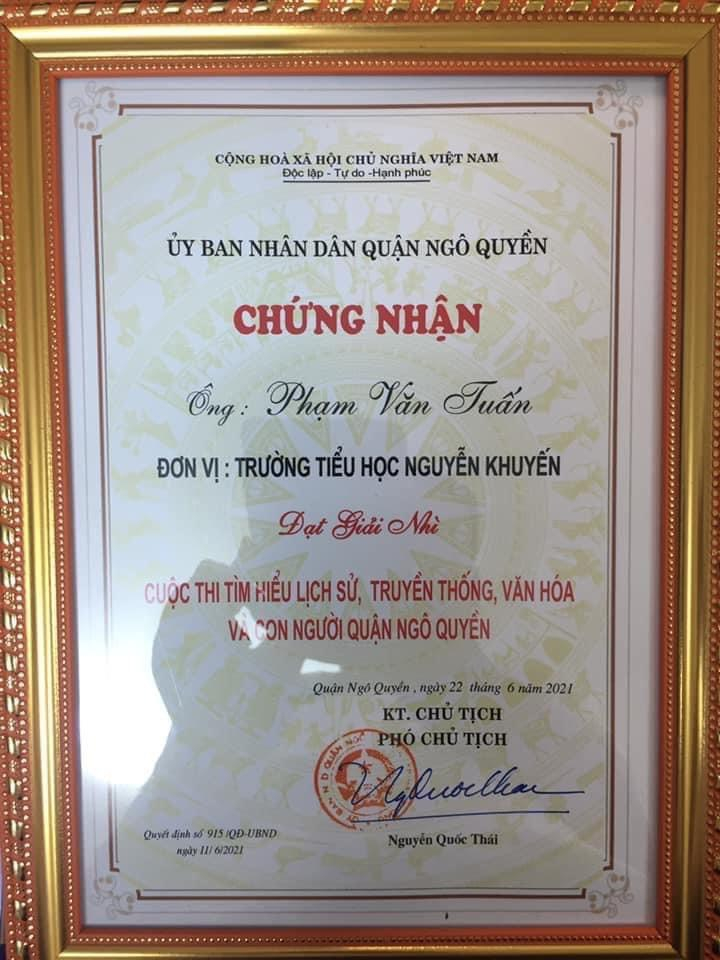 CỘNG HOÀ XÃ HỘI CHỦ NGHĨA VIỆT NAM
Độc lập - Tự do -Hạnh phúc
ỦY BAN NHÂN DÂN QUẬN NGÔ QUYỀN
CHỨNG NHẬN
Ông : Phạm Văn Tuấn
ĐƠN VỊ : TRƯỜNG TIỂU HỌC NGUYỄN KHUYẾN
Đạt Giải Nhì
CUỘC THI TÌM HIỂU LỊCH SỬ, TRUYỀN THỐNG, VĂN HÓA
VÀ CON NGƯỜI QUẬN NGÔ QUYỀN
Quận Ngô Quyền , ngày 22 tháng 6 năm 2021
KT. CHỦ TỊCH
PHÓ CHỦ TỊCH
Nguyễn Quốc Thái
Quyết định số 915 /QĐ-UBND
ngày 11/ 6/2021